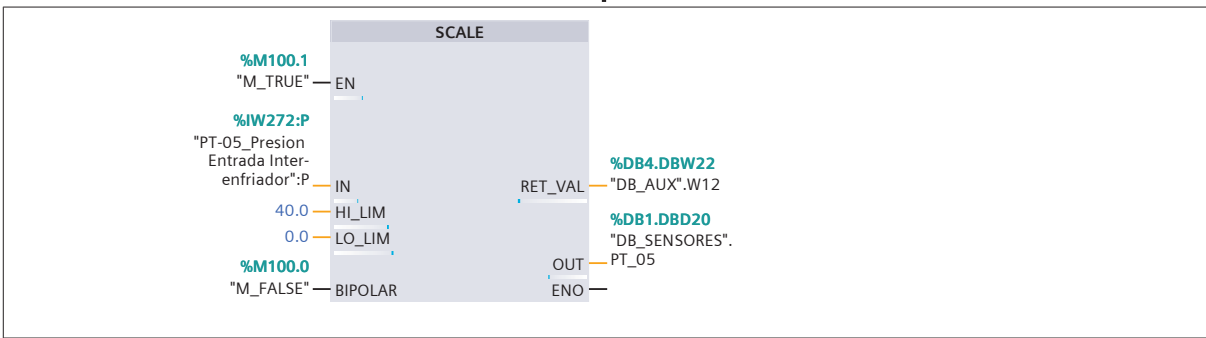 SCALE
%M100.1
"M_TRUE"
EN
%IW272:P
"PT-05_Presion
Entrada Inter-
enfriador":P
IN
40.0
HI_LIM
0.0
LO_LIM
%M100.0
"M_FALSE"
BIPOLAR
%DB4.DBW22
RET_VAL
"DB_AUX".W12
%DB1.DBD20
"DB_SENSORES".
OUT
PT_05
ENO